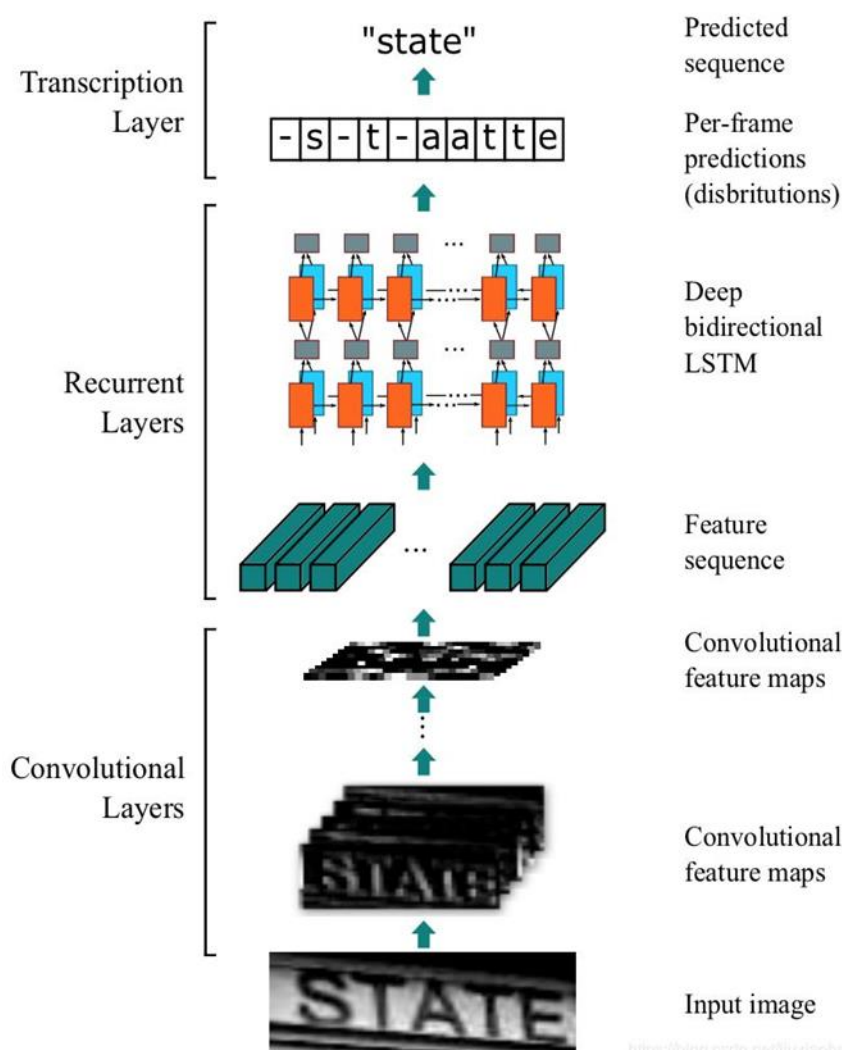 "state"
Predicted
sequence
Transcription
Layer
-s-t-aatte
Per-frame
predictions
(disbritutions)
...
Recurrent
Layers
Deep
bidirectional
LSTM
...
Feature
sequence
Convolutional
Layers
Convolutional
feature maps
STATE
Convolutional
feature maps
STATE
Input image